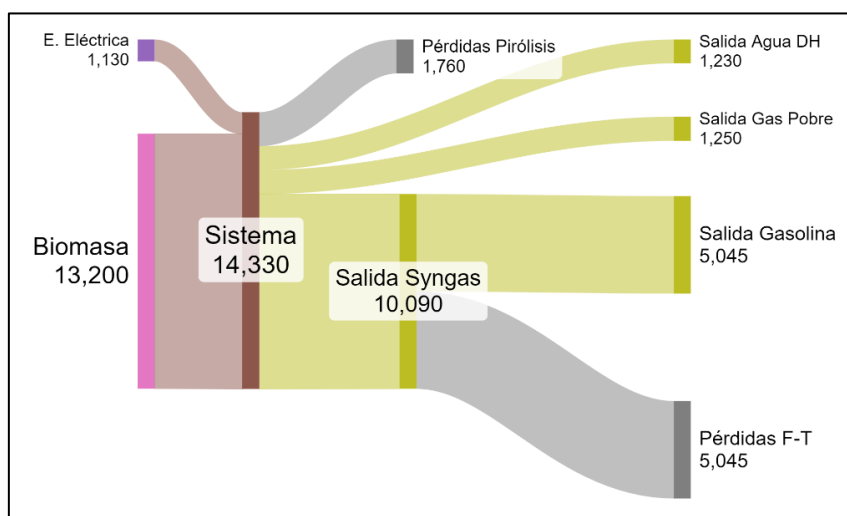 E. Eléctrica
1,130
Pérdidas Pirólisis
1,760
Salida Agua DH
1,230
Salida Gas Pobre
1,250
Biomasa
13,200
Sistema
14,330
Salida Syngas
10,090
Salida Gasolina
5,045
Pérdidas F-T
5,045